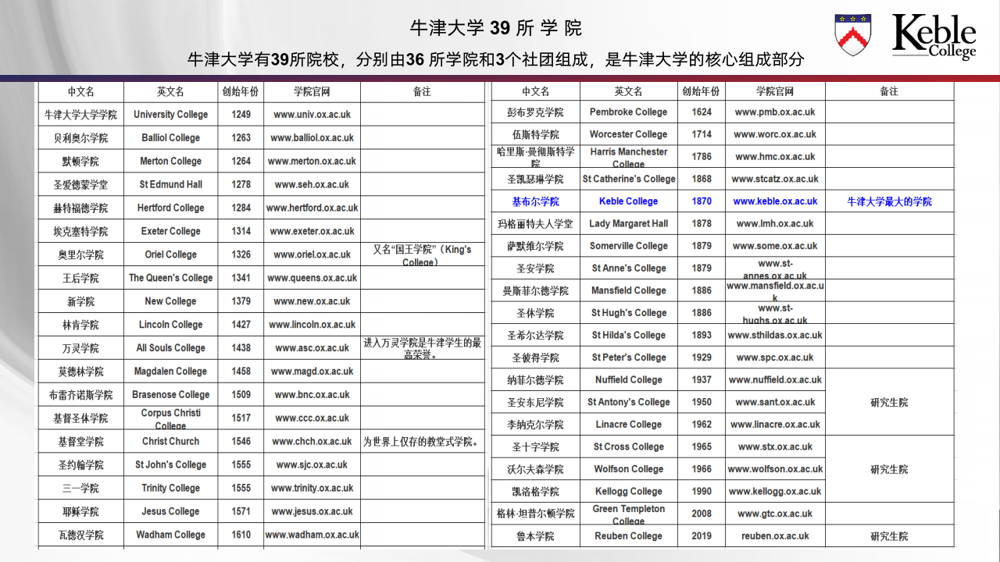 牛津大学 39 所 学 院
牛津大学有39所院校，分别由36 所学院和3个社团组成，是牛津大学的核心组成部分
Keble
College
中文名 英文名 创始年份 学院官网 备注
牛津大学大学学院 University College 1249 www.univ.ox.ac.uk
贝利奥尔学院 Balliol College 1263 www.balliol.ox.ac.uk
默顿学院 Merton College 1264 www.merton.ox.ac.uk
圣爱德蒙学堂 St Edmund Hall 1278 www.seh.ox.ac.uk
赫特福德学院 Hertford College 1284 www.hertford.ox.ac.uk
埃克塞特学院 Exeter College 1314 www.exeter.ox.ac.uk
奥里尔学院 Oriel College 1326 www.oriel.ox.ac.uk 又名“国王学院”（King's
College）
王后学院 The Queen's College 1341 www.queens.ox.ac.uk
新学院 New College 1379 www.new.ox.ac.uk
林肯学院 Lincoln College 1427 www.lincoln.ox.ac.uk
万灵学院 All Souls College 1438 www.asc.ox.ac.uk 进入万灵学院是牛津学生的最
高荣誉。
莫德林学院 Magdalen College 1458 www.magd.ox.ac.uk
布雷齐诺斯学院 Brasenose College 1509 www.bnc.ox.ac.uk
基督圣体学院 Corpus Christi
College 1517 www.ccc.ox.ac.uk
基督堂学院 Christ Church 1546 www.chch.ox.ac.uk 为世界上仅存的教堂式学院。
圣约翰学院 St John's College 1555 www.sjc.ox.ac.uk
三一学院 Trinity College 1555 www.trinity.ox.ac.uk
耶稣学院 Jesus College 1571 www.jesus.ox.ac.uk
瓦德汉学院 Wadham College 1610 www.wadham.ox.ac.uk
中文名 英文名 创始年份 学院官网 备注
彭布罗克学院 Pembroke College 1624 www.pmb.ox.ac.uk
伍斯特学院 Worcester College 1714 www.worc.ox.ac.uk
哈里斯·曼彻斯特学 Harris Manchester
院 College 1786 www.hmc.ox.ac.uk
圣凯瑟琳学院 St Catherine's College 1868 www.stcatz.ox.ac.uk
基布尔学院 Keble College 1870 www.keble.ox.ac.uk 牛津大学最大的学院
玛格丽特夫人学堂 Lady Margaret Hall 1878 www.lmh.ox.ac.uk
萨默维尔学院 Somerville College 1879 www.some.ox.ac.uk
圣安学院 St Anne's College 1879 www.st-
annes.ox.ac.uk
曼斯菲尔德学院 Mansfield College 1886 www.mansfield.ox.ac.u
k
圣休学院 St Hugh's College 1886 www.st-
hughs.ox.ac.uk
圣希尔达学院 St Hilda's College 1893 www.sthildas.ox.ac.uk
圣彼得学院 St Peter's College 1929 www.spc.ox.ac.uk
纳菲尔德学院 Nuffield College 1937 www.nuffield.ox.ac.uk
圣安东尼学院 St Antony's College 1950 www.sant.ox.ac.uk 研究生院
李纳克尔学院 Linacre College 1962 www.linacre.ox.ac.uk
圣十字学院 St Cross College 1965 www.stx.ox.ac.uk
沃尔夫森学院 Wolfson College 1966 www.wolfson.ox.ac.uk 研究生院
凯洛格学院 Kellogg College 1990 www.kellogg.ox.ac.uk
格林·坦普尔顿学院 Green Templeton
College 2008 www.gtc.ox.ac.uk
鲁本学院 Reuben College 2019 reuben.ox.ac.uk 研究生院